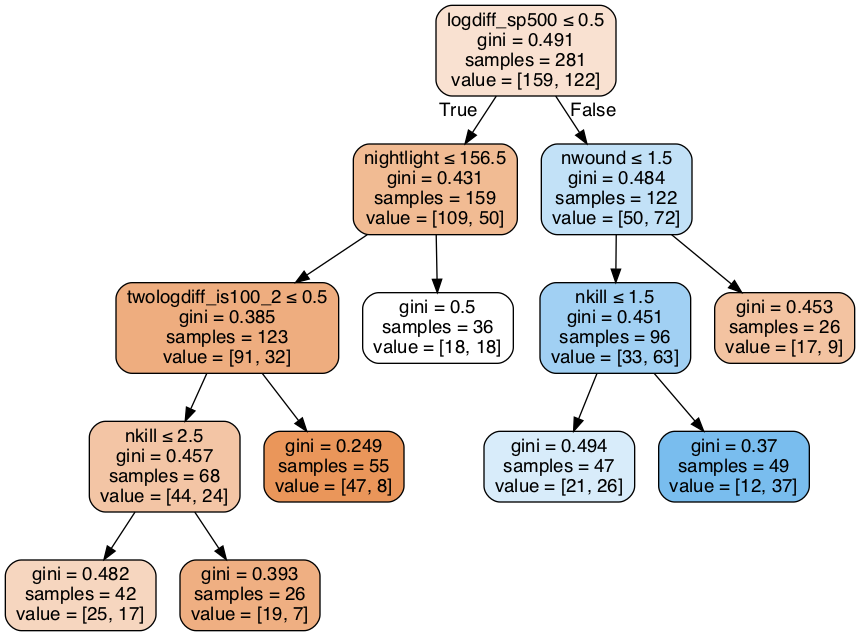 logdiff_sp500 ≤ 0.5
gini = 0.491
samples = 281
value = [159, 122]
True
False
nightlight ≤ 156.5
gini = 0.431
samples = 159
value = [109, 50]
nwound ≤ 1.5
gini = 0.484
samples = 122
value = [50, 72]
twologdiff_is100_2 ≤ 0.5
gini = 0.385
samples = 123
value = [91, 32]
gini = 0.5
samples = 36
value = [18, 18]
nkill ≤ 1.5
gini = 0.451
samples = 96
value = [33, 63]
gini = 0.453
samples = 26
value = [17, 9]
nkill ≤ 2.5
gini = 0.457
samples = 68
value = [44, 24]
gini = 0.249
samples = 55
value = [47, 8]
gini = 0.494
samples = 47
value = [21, 26]
gini = 0.37
samples = 49
value = [12, 37]
gini = 0.482
samples = 42
value = [25, 17]
gini = 0.393
samples = 26
value = [19, 7]